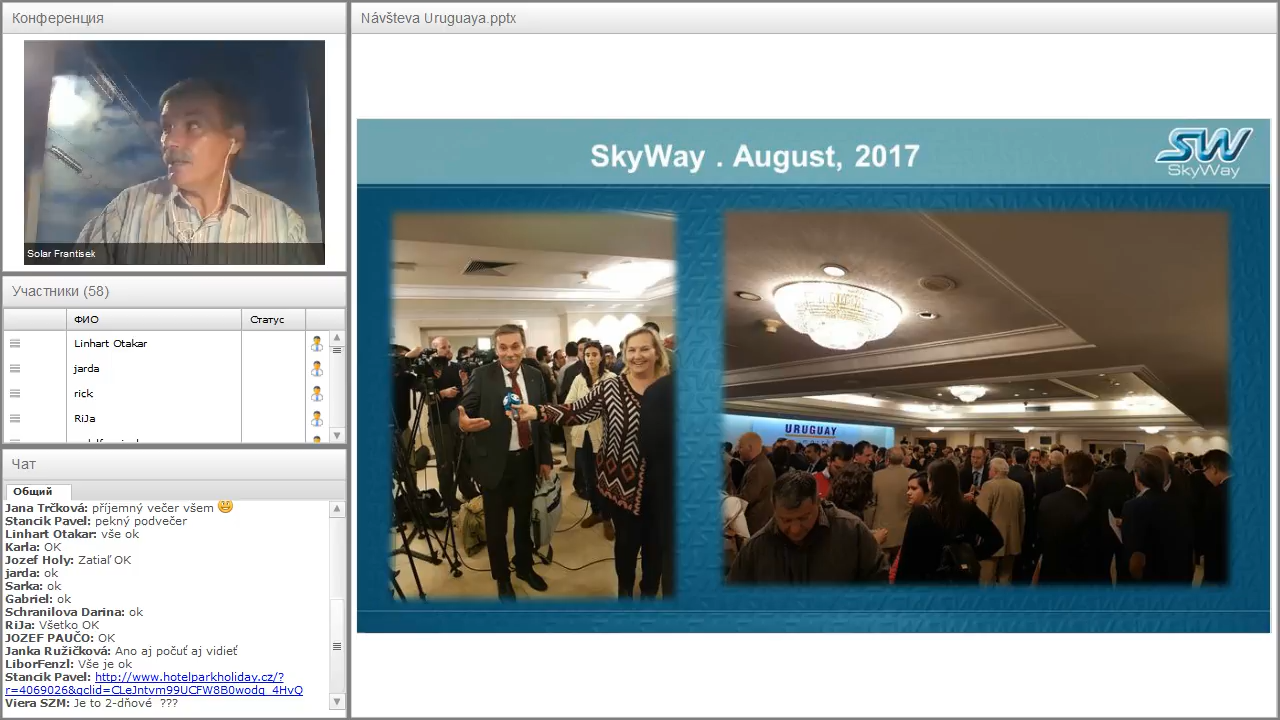 Конференция
Solar Frantisek
Участники (58)
ФИО
Статус
Linhart Otakar
jarda
rick
RiJa
Чат
Общий
Jana Trčková: příjemný večer všem
Stancik Pavel: pekný podvečer
Linhart Otakar: vše ok
Karla: OK
Jozef Holy: Zatiaľ OK
jarda: ok
Sarka: ok
Gabriel: ok
Schranilova Darina: ok
RiJa: Všetko OK
JOZEF PAUČO: OK
Janka Ružičková: Ano aj počuť aj vidieť
LiborFenzl: Vše je ok
Stancik Pavel: http://www.hotelparkholiday.cz/?
r=4069026&gclid=CLeJntvm99UCFW8B0wodg_4HvQ
Viera SZM: Je to 2-dňové ???
Návšteva Uruguaya.pptx
SkyWay . August, 2017
SW
SkyWay
URUGUAY